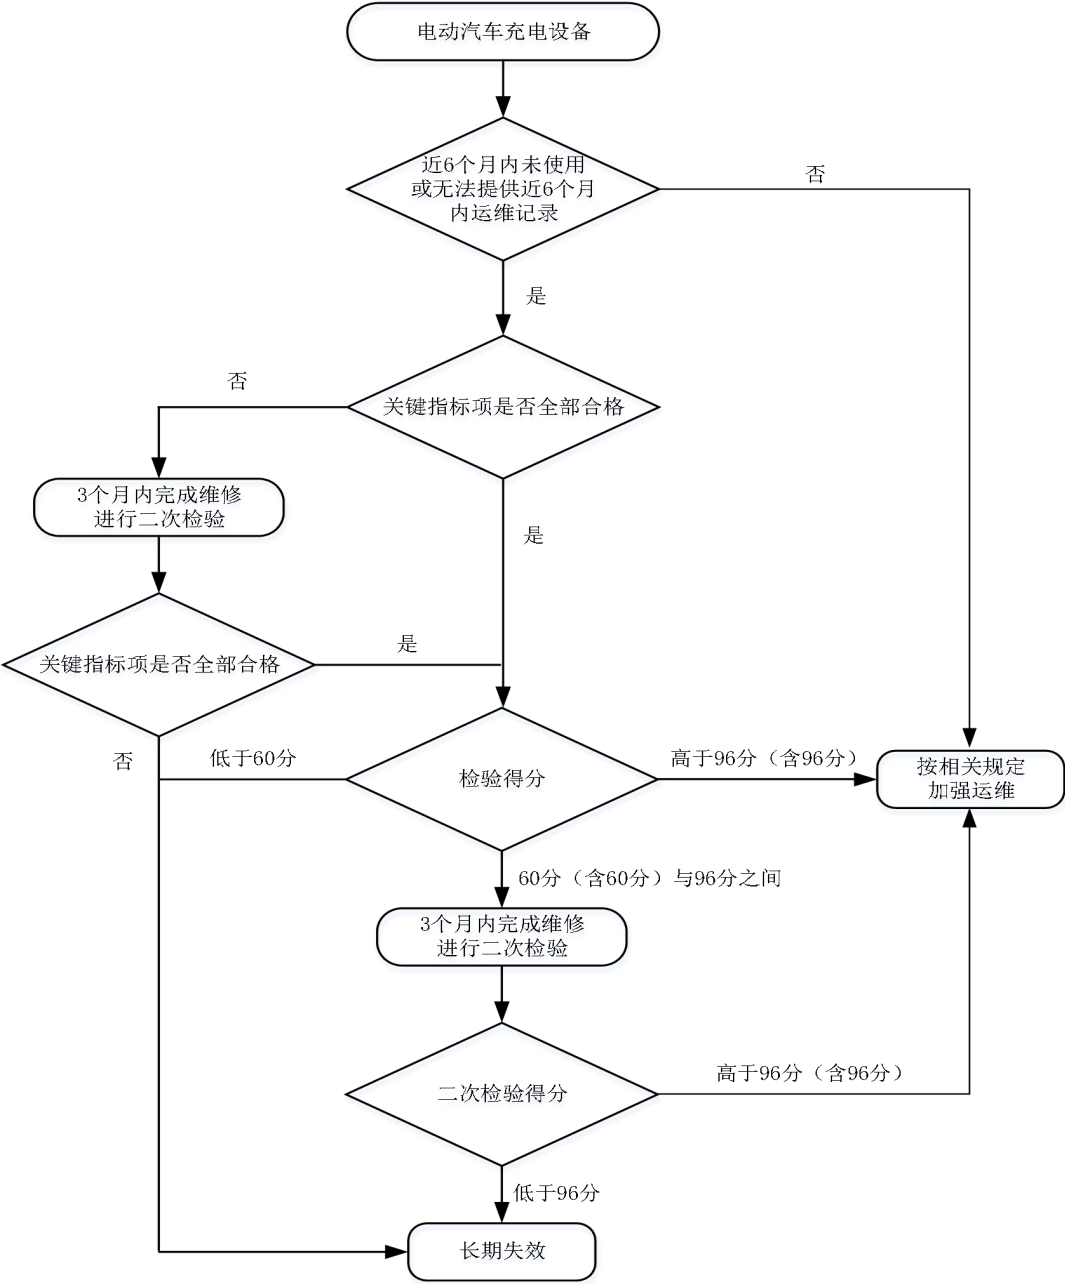 电动汽车充电设备
近6个月内未使用
或无法提供近6个月
内运维记录
否
是
否
关键指标项是否全部合格
3个月内完成维修
进行二次检验
是
是
关键指标项是否全部合格
否
低于60分
检验得分
高于96分（含96分）
按相关规定
加强运维
60分（含60分）与96分之间
3个月内完成维修
进行二次检验
高于96分（含96分）
二次检验得分
低于96分
长期失效